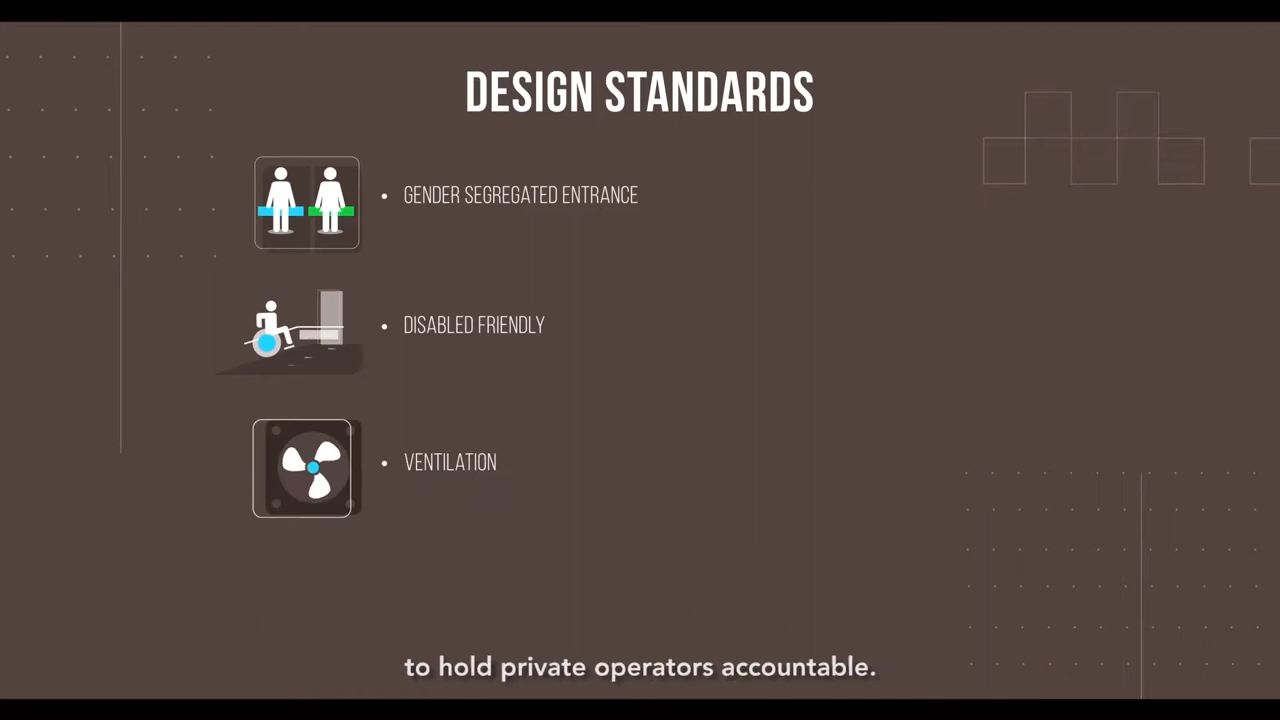 DESIGN STANDARDS
• GENDER SEGREGATED ENTRANCE
• DISABLED FRIENDLY
• VENTILATION
to hold private operators accountable.